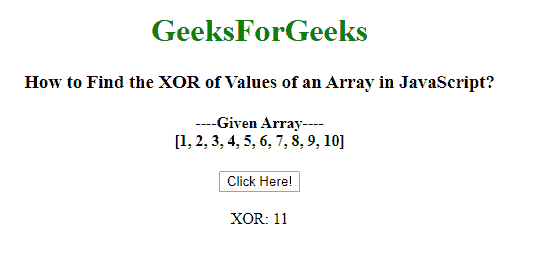 GeeksForGeeks
How to Find the XOR of Values of an Array in JavaScript?
----Given Array----
[1, 2, 3, 4, 5, 6, 7, 8, 9, 10]
Click Here!
XOR: 11